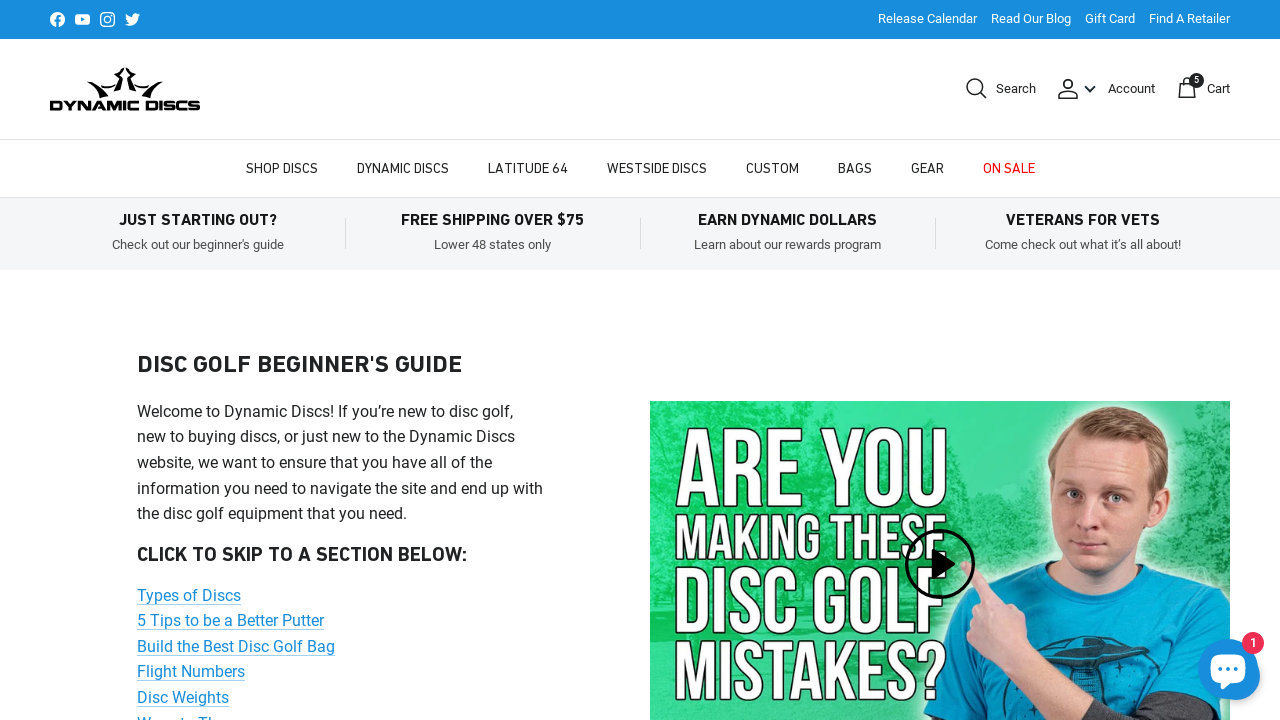 Release Calendar Read Our Blog Gift Card Find A Retailer
DYNAMIC DISCS
Search Account 5 Cart
SHOP DISCS DYNAMIC DISCS LATITUDE 64 WESTSIDE DISCS CUSTOM BAGS GEAR ON SALE
JUST STARTING OUT?
Check out our beginner's guide
FREE SHIPPING OVER $75
Lower 48 states only
EARN DYNAMIC DOLLARS
Learn about our rewards program
VETERANS FOR VETS
Come check out what it’s all about!
DISC GOLF BEGINNER'S GUIDE
Welcome to Dynamic Discs! If you’re new to disc golf,
new to buying discs, or just new to the Dynamic Discs
website, we want to ensure that you have all of the
information you need to navigate the site and end up with
the disc golf equipment that you need.
CLICK TO SKIP TO A SECTION BELOW:
Types of Discs
5 Tips to be a Better Putter
Build the Best Disc Golf Bag
Flight Numbers
Disc Weights
ARE YOU
MAKING THESE
DISC GOLF
MISTAKES?
1